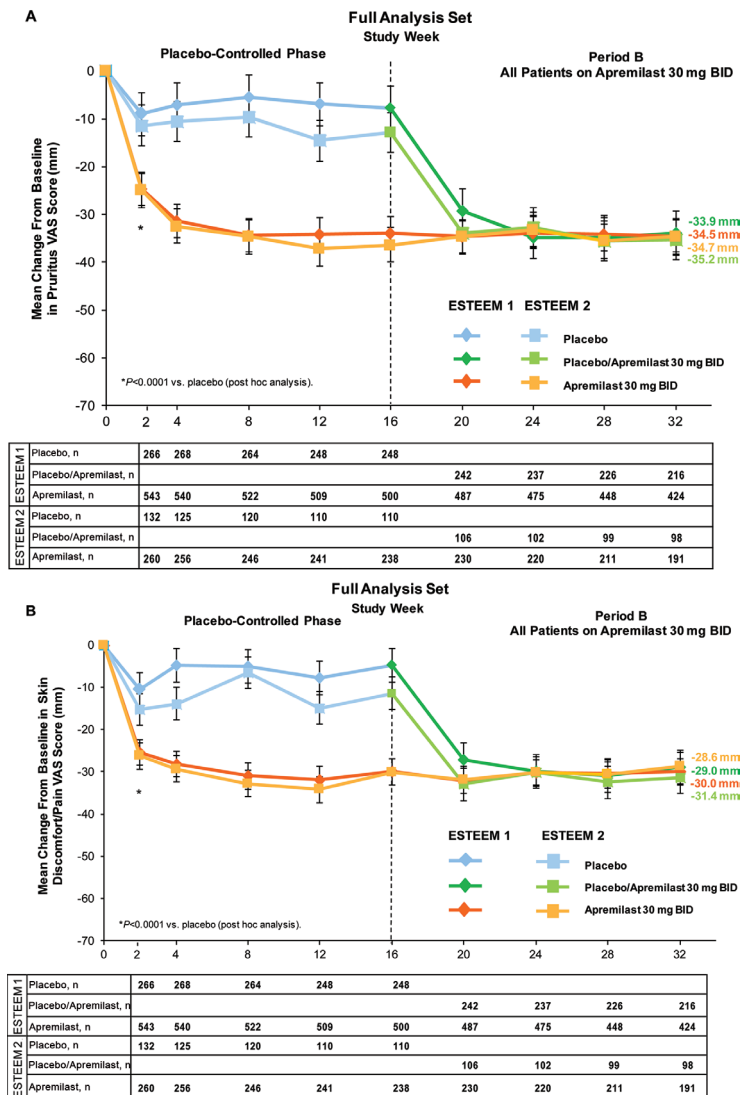 A
Full Analysis Set
Study Week
Placebo-Controlled Phase
Period B
All Patients on Apremilast 30 mg BID
Mean Change From Baseline
in Pruritus VAS Score (mm)
0
-10
-20
-30
-40
-50
-60
-70
*
-33.9 mm
-34.5 mm
-34.7 mm
-35.2 mm
ESTEEM 1 ESTEEM 2
Placebo
Placebo/Apremilast 30 mg BID
Apremilast 30 mg BID
*P<0.0001 vs. placebo (post hoc analysis).
0 2 4 8 12 16 20 24 28 32
ESTEEM 1
Placebo, n 266 268 264 248 248
Placebo/Apremilast, n 242 237 226 216
Apremilast, n 543 540 522 509 500 487 475 448 424
ESTEEM 2
Placebo, n 132 125 120 110 110
Placebo/Apremilast, n 106 102 99 98
Apremilast, n 260 256 246 241 238 230 220 211 191
B
Full Analysis Set
Study Week
Placebo-Controlled Phase
Period B
All Patients on Apremilast 30 mg BID
Mean Change From Baseline in Skin
Discomfort/Pain VAS Score (mm)
0
-10
-20
-30
-40
-50
-60
-70
*
-28.6 mm
-29.0 mm
-30.0 mm
-31.4 mm
ESTEEM 1 ESTEEM 2
Placebo
Placebo/Apremilast 30 mg BID
Apremilast 30 mg BID
*P<0.0001 vs. placebo (post hoc analysis).
0 2 4 8 12 16 20 24 28 32
ESTEEM 1
Placebo, n 266 268 264 248 248
Placebo/Apremilast, n 242 237 226 216
Apremilast, n 543 540 522 509 500 487 475 448 424
ESTEEM 2
Placebo, n 132 125 120 110 110
Placebo/Apremilast, n 106 102 99 98
Apremilast, n 260 256 246 241 238 230 220 211 191